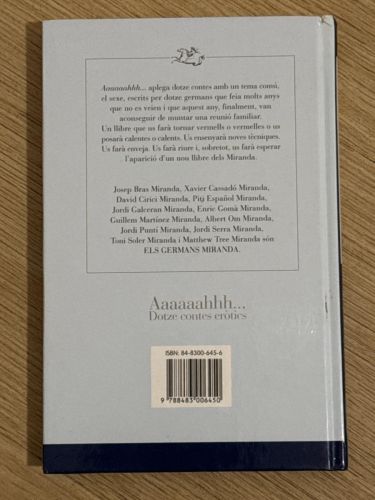 Aaaaaahhh... aplega dotze contes amb un tema comú,
el sexe, escrits per dotze germans que feia molts anys
que no es veien i que aquest any, finalment, van
aconseguir de muntar una reunió familiar.
Un llibre que us farà tornar vermells o vermelles o us
posarà calentes o calents. Us ensenyarà noves tècniques.
Us farà enveja. Us farà riure i, sobretot, us farà esperar
l'aparició d'un nou llibre dels Miranda.
Josep Bras Miranda, Xavier Cassadó Miranda,
David Cirici Miranda, Pitj Español Miranda,
Jordi Galceran Miranda, Enric Gomà Miranda,
Guillem Martínez Miranda, Albert Om Miranda,
Jordi Puntí Miranda, Jordi Serra Miranda,
Toni Soler Miranda i Matthew Tree Miranda són
ELS GERMANS MIRANDA.
Aaaaaahhh...
Dotze contes eròtics
ISBN: 84-8300-645-6
9 788483 006450